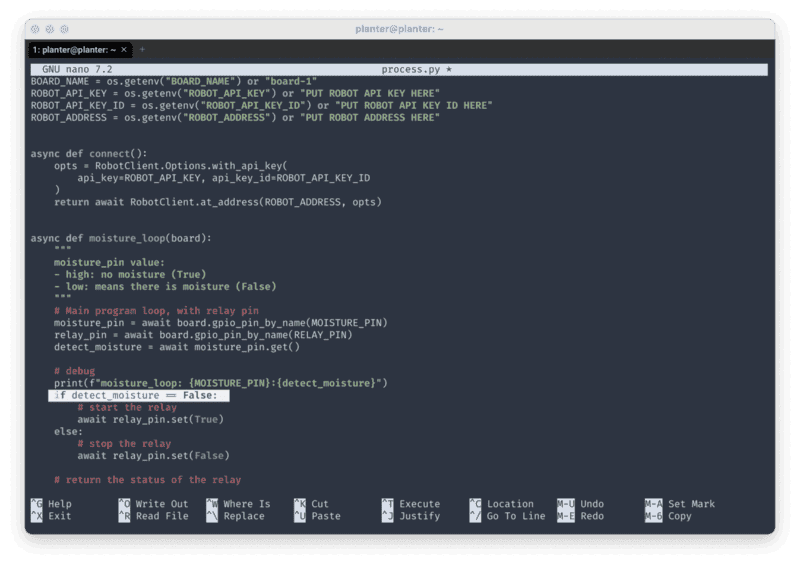 planter@planter: ~
1: planter@planter: ~ × +
GNU nano 7.2 process.py *
BOARD_NAME = os.getenv("BOARD_NAME") or "board-1"
ROBOT_API_KEY = os.getenv("ROBOT_API_KEY") or "PUT ROBOT API KEY HERE"
ROBOT_API_KEY_ID = os.getenv("ROBOT_API_KEY_ID") or "PUT ROBOT API KEY ID HERE"
ROBOT_ADDRESS = os.getenv("ROBOT_ADDRESS") or "PUT ROBOT ADDRESS HERE"
async def connect():
    opts = RobotClient.Options.with_api_key(
        api_key=ROBOT_API_KEY, api_key_id=ROBOT_API_KEY_ID
    )
    return await RobotClient.at_address(ROBOT_ADDRESS, opts)
async def moisture_loop(board):
    """
    moisture_pin value:
    - high: no moisture (True)
    - low: means there is moisture (False)
    """
    # Main program loop, with relay pin
    moisture_pin = await board.gpio_pin_by_name(MOISTURE_PIN)
    relay_pin = await board.gpio_pin_by_name(RELAY_PIN)
    detect_moisture = await moisture_pin.get()
    # debug
    print(f"moisture_loop: {MOISTURE_PIN}:{detect_moisture}")
    if detect_moisture == False:
        # start the relay
        await relay_pin.set(True)
    else:
        # stop the relay
        await relay_pin.set(False)
    # return the status of the relay
^G Help ^O Write Out ^W Where Is ^K Cut ^T Execute ^C Location M-U Undo M-A Set Mark
^X Exit ^R Read File ^\ Replace ^U Paste ^J Justify ^/ Go To Line M-E Redo M-6 Copy